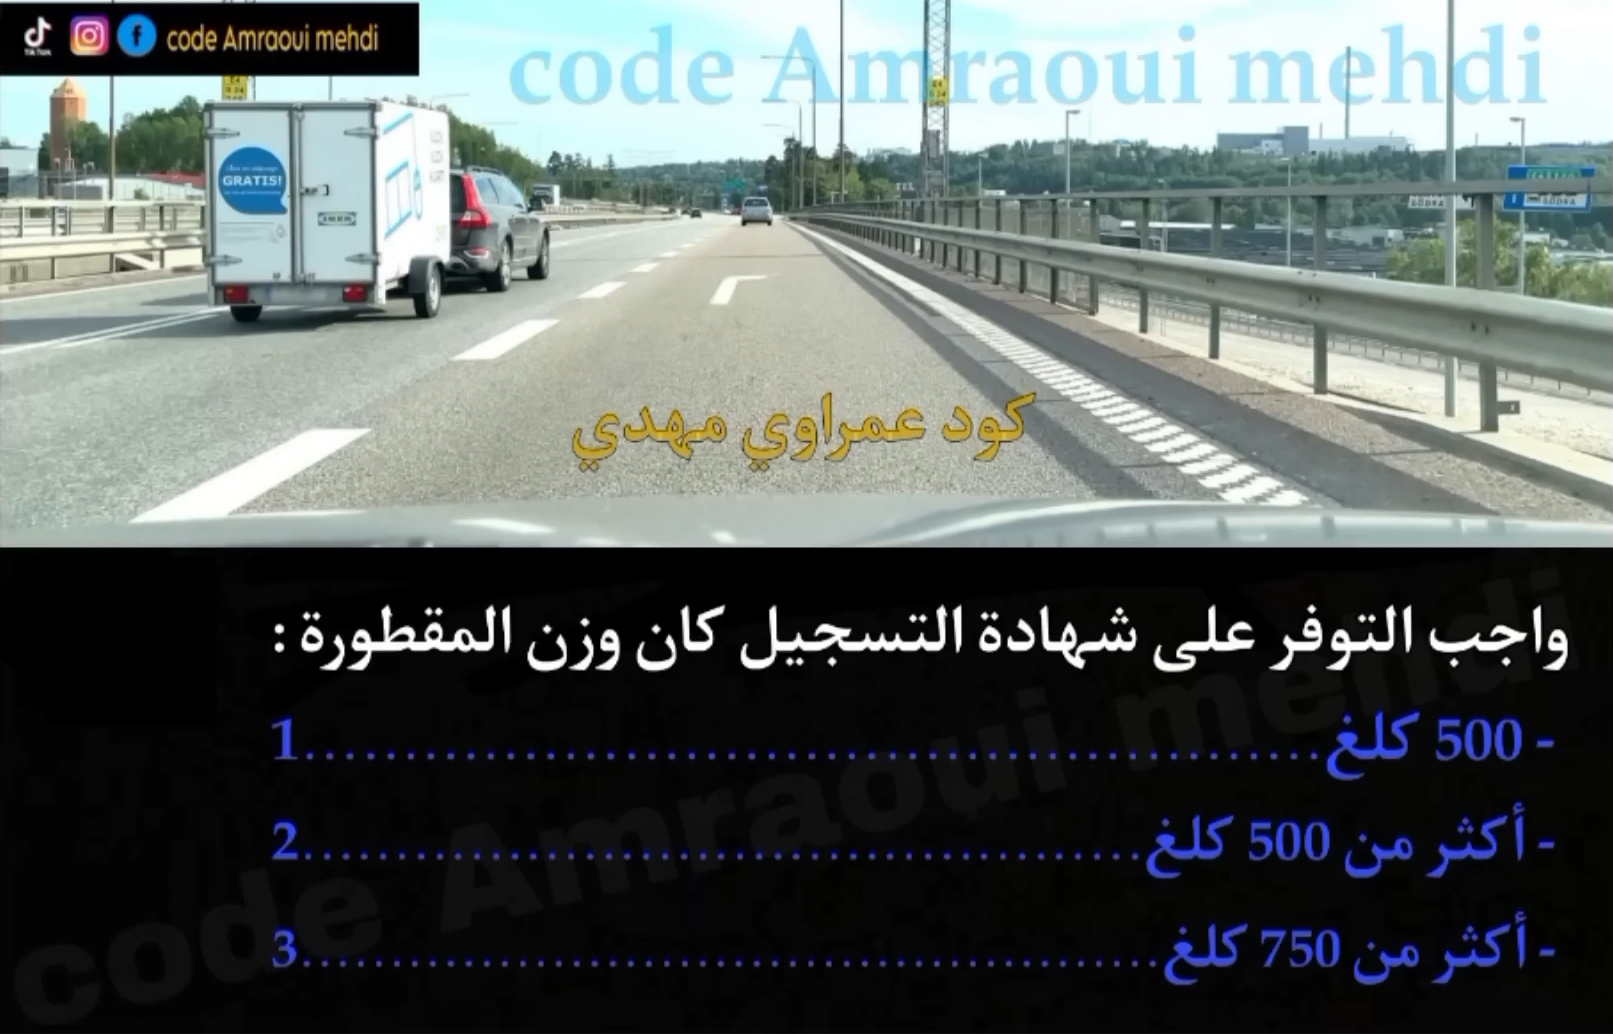 code Amraoui mehdi
code Amraoui mehdi
GRATIS!
IKEA
كود عمراوي مهدي
واجب التوفر على شهادة التسجيل كان وزن المقطورة :
- 500 كلغ....................................................1
- أكثر من 500 كلغ...........................................2
- أكثر من 750 كلغ...........................................3
code Amraoui mehdi